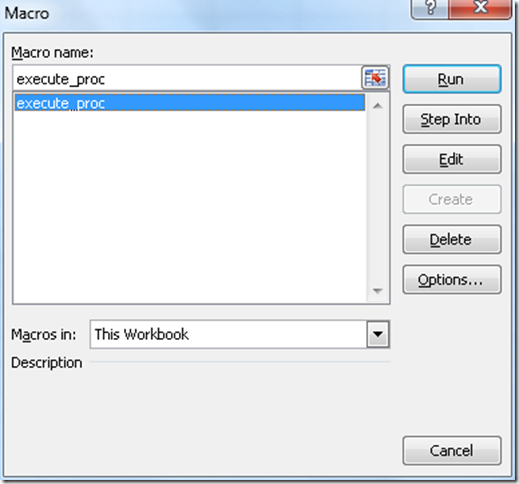 Macro
?
Macro name:
execute_proc
execute_proc
Run
Step Into
Edit
Create
Delete
Options...
Macros in: This Workbook
Description
Cancel